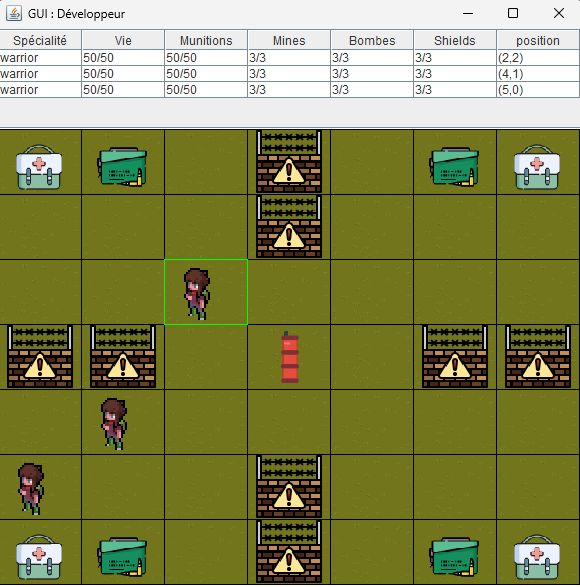 GUI : Développeur
Spécialité Vie Munitions Mines Bombes Shields position
warrior 50/50 50/50 3/3 3/3 3/3 (2,2)
warrior 50/50 50/50 3/3 3/3 3/3 (4,1)
warrior 50/50 50/50 3/3 3/3 3/3 (5,0)